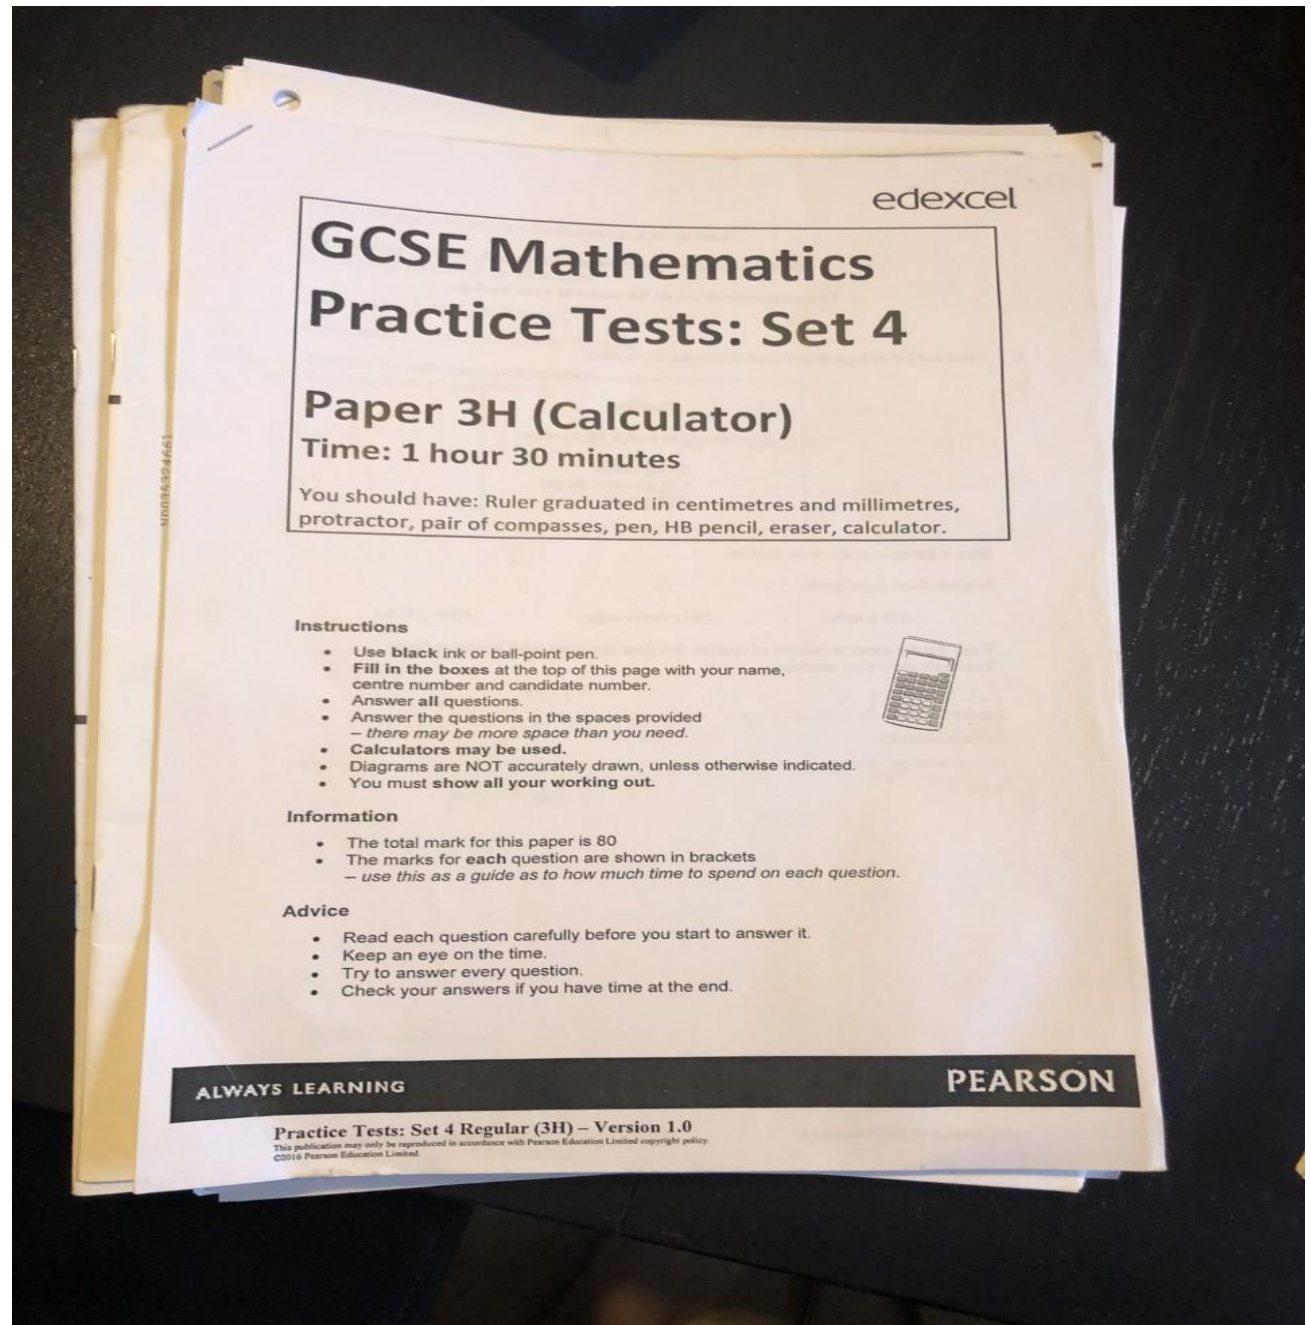 edexcel
GCSE Mathematics
Practice Tests: Set 4
Paper 3H (Calculator)
Time: 1 hour 30 minutes
You should have: Ruler graduated in centimetres and millimetres,
protractor, pair of compasses, pen, HB pencil, eraser, calculator.
Instructions
• Use black ink or ball-point pen.
• Fill in the boxes at the top of this page with your name,
centre number and candidate number.
• Answer all questions.
• Answer the questions in the spaces provided
– there may be more space than you need.
• Calculators may be used.
• Diagrams are NOT accurately drawn, unless otherwise indicated.
• You must show all your working out.
Information
• The total mark for this paper is 80
• The marks for each question are shown in brackets
– use this as a guide as to how much time to spend on each question.
Advice
• Read each question carefully before you start to answer it.
• Keep an eye on the time.
• Try to answer every question.
• Check your answers if you have time at the end.
ALWAYS LEARNING
PEARSON
Practice Tests: Set 4 Regular (3H) – Version 1.0
This publication may only be reproduced in accordance with Pearson Education Limited copyright policy.
©2016 Pearson Education Limited.